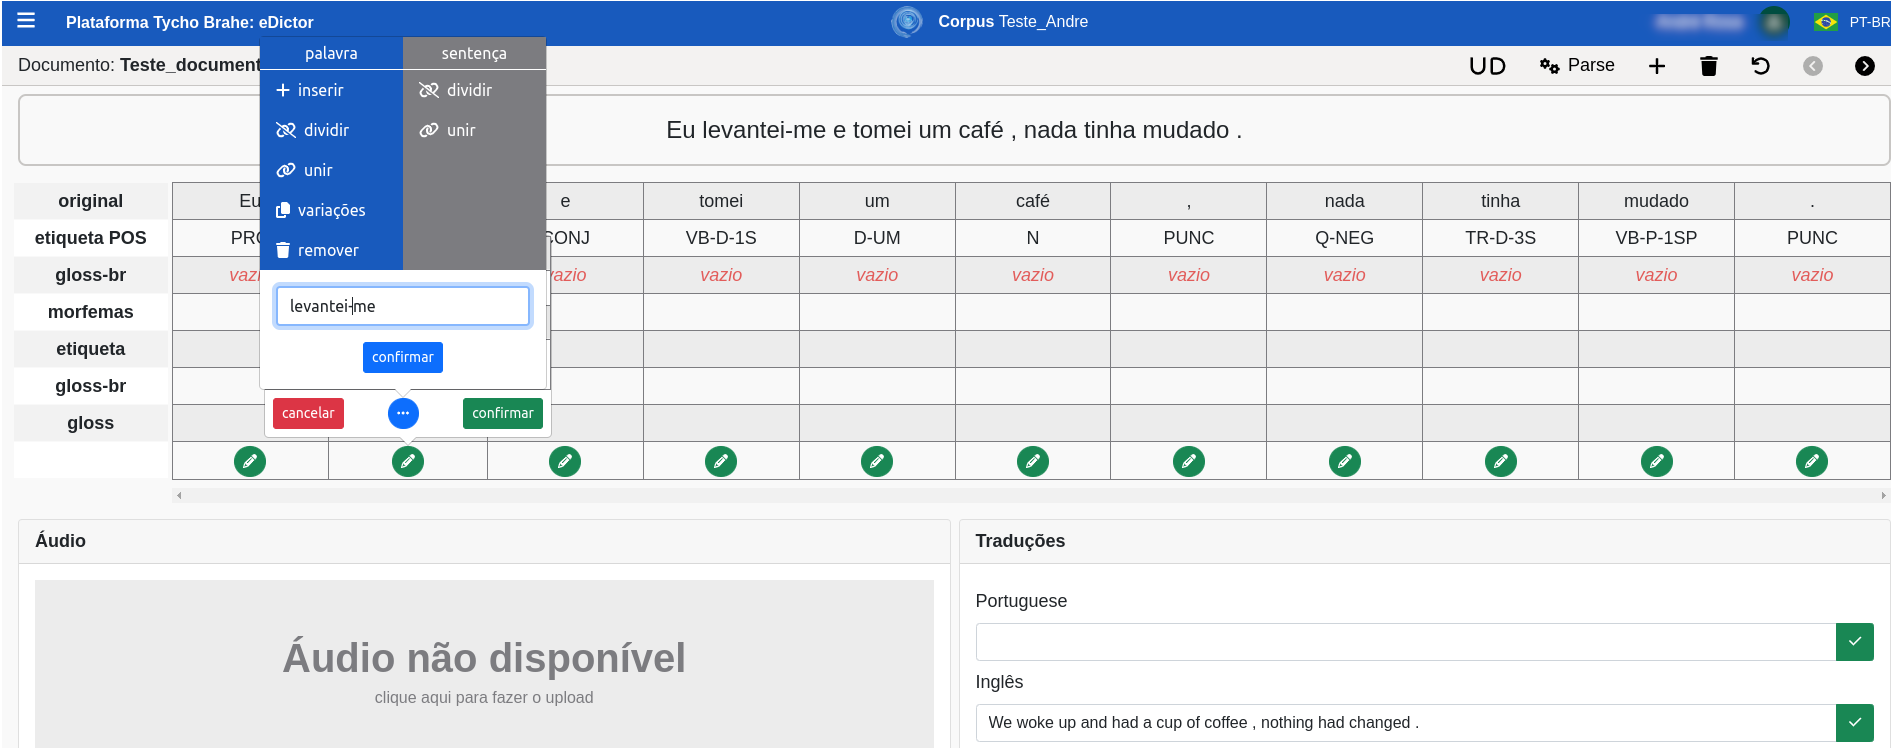 Plataforma Tycho Brahe: eDictor
Corpus Teste_Andre
PT-BR
palavra sentença
Documento: Teste_document
UD Parse
inserir dividir
dividir unir
unir
variações
remover
Eu levantei-me e tomei um café , nada tinha mudado .
original Eu e tomei um café , nada tinha mudado .
etiqueta POS PRO CONJ VB-D-1S D-UM N PUNC Q-NEG TR-D-3S VB-P-1SP PUNC
gloss-br vazi vazio vazio vazio vazio vazio vazio vazio vazio vazio
morfemas
levantei-me
etiqueta
confirmar
gloss-br
gloss
cancelar ... confirmar
Áudio
Áudio não disponível
clique aqui para fazer o upload
Traduções
Portuguese
Inglês
We woke up and had a cup of coffee , nothing had changed .